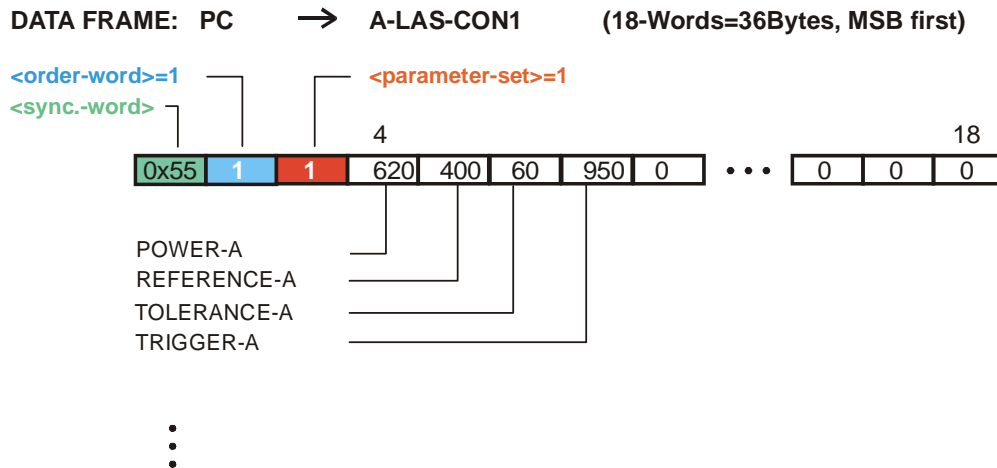 DATA FRAME: PC → A-LAS-CON1 (18-Words=36Bytes, MSB first)
<order-word>=1 <parameter-set>=1
<sync.-word>
4 18
0x55 1 1 620 400 60 950 0 • • • 0 0 0
POWER-A
REFERENCE-A
TOLERANCE-A
TRIGGER-A